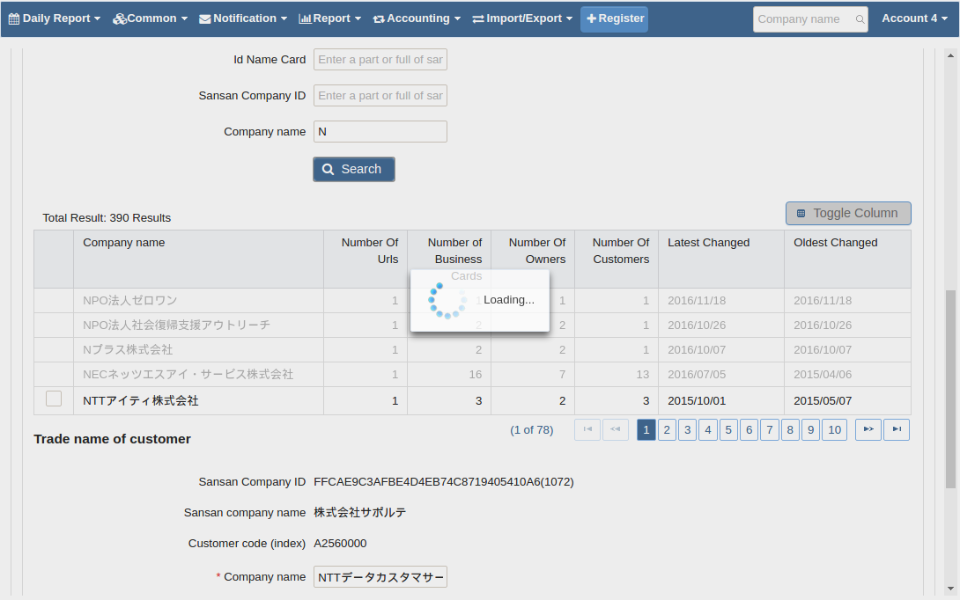 Daily Report Common Notification Report Accounting Import/Export Register Company name Account 4
Id Name Card Enter a part or full of sar
Sansan Company ID Enter a part or full of sar
Company name N
Search
Total Result: 390 Results Toggle Column
Company name Number Of Urls Number of Business Cards Number Of Owners Number Of Customers Latest Changed Oldest Changed
NPO法人ゼロワン 1 1 1 2016/11/18 2016/11/18
NPO法人社会復帰支援アウトリーチ 1 2 2 1 2016/10/26 2016/10/26
Nプラス株式会社 1 2 2 1 2016/10/07 2016/10/07
NECネッツエスアイ・サービス株式会社 1 16 7 13 2016/07/05 2015/04/06
NTTアイティ株式会社 1 3 2 3 2015/10/01 2015/05/07
Loading...
(1 of 78) 1 2 3 4 5 6 7 8 9 10
Trade name of customer
Sansan Company ID FFCAE9C3AFBE4D4EB74C8719405410A6(1072)
Sansan company name 株式会社サポルテ
Customer code (index) A2560000
* Company name NTTデータカスタマサー